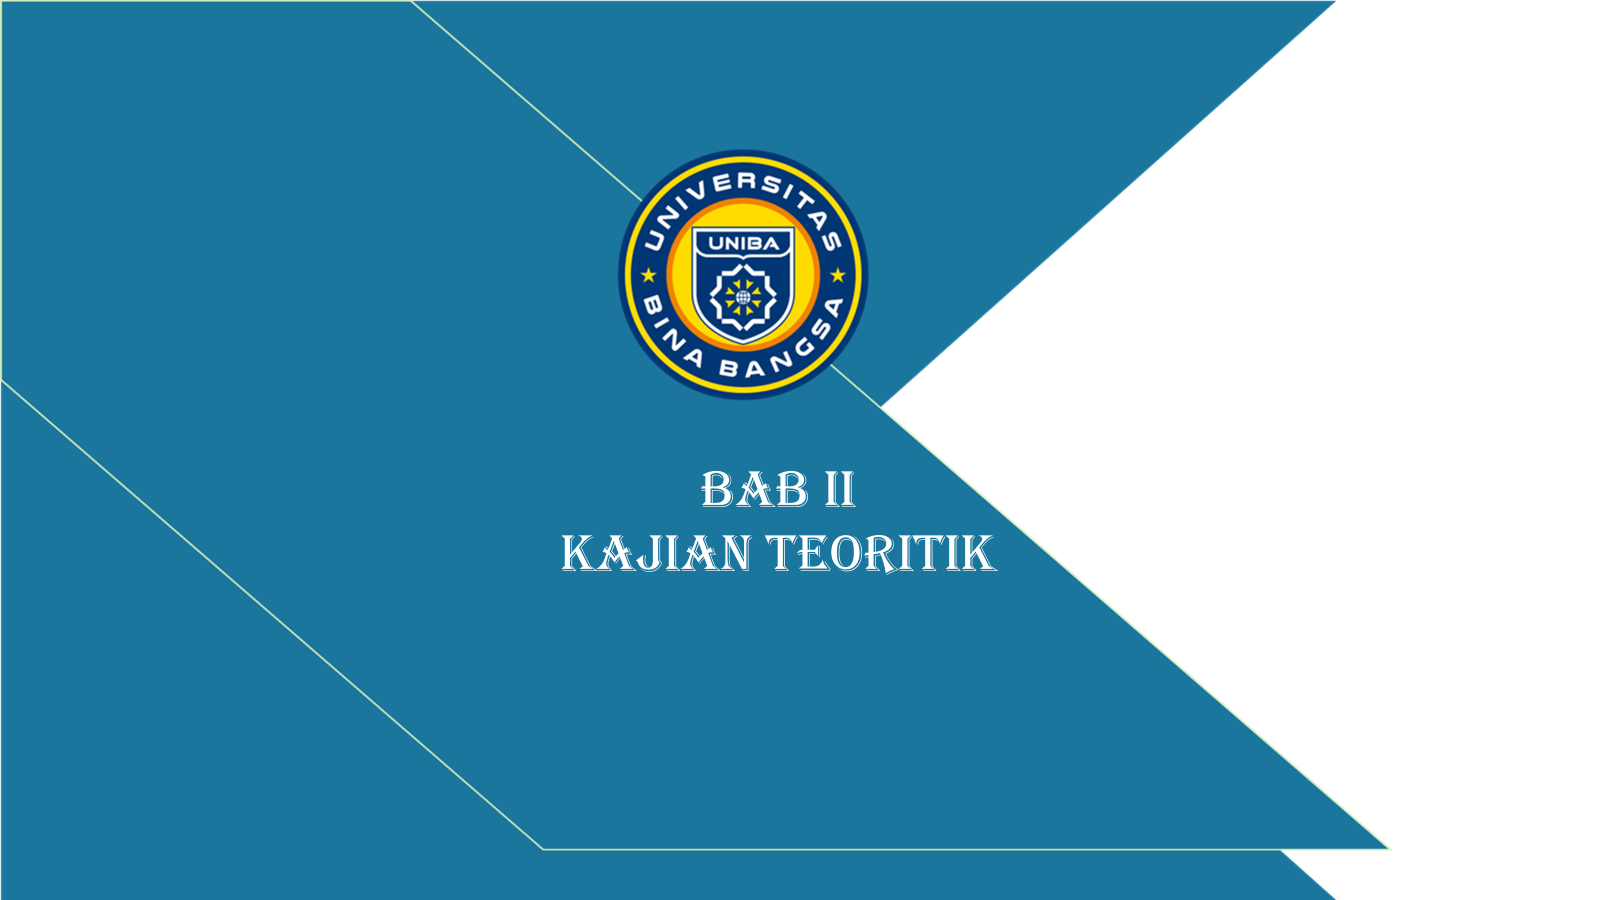 UNIVERSITAS
UNIBA
BINA BANGSA
BAB II
KAJIAN TEORITIK